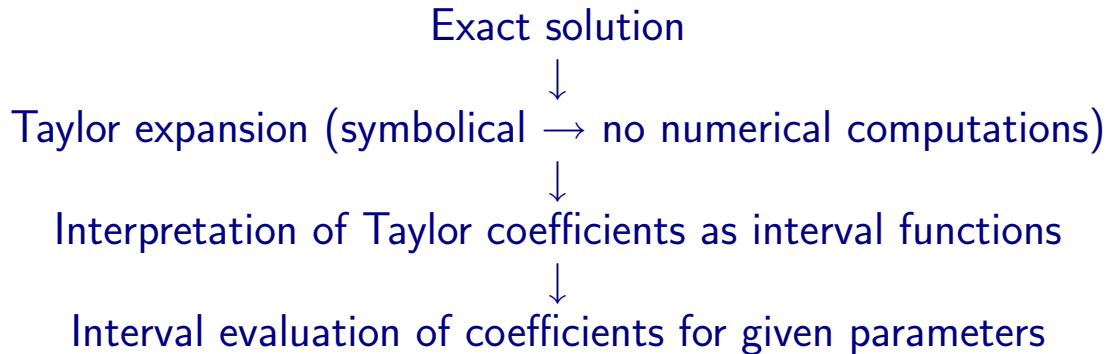 Exact solution
↓
Taylor expansion (symbolical → no numerical computations)
↓
Interpretation of Taylor coefficients as interval functions
↓
Interval evaluation of coefficients for given parameters